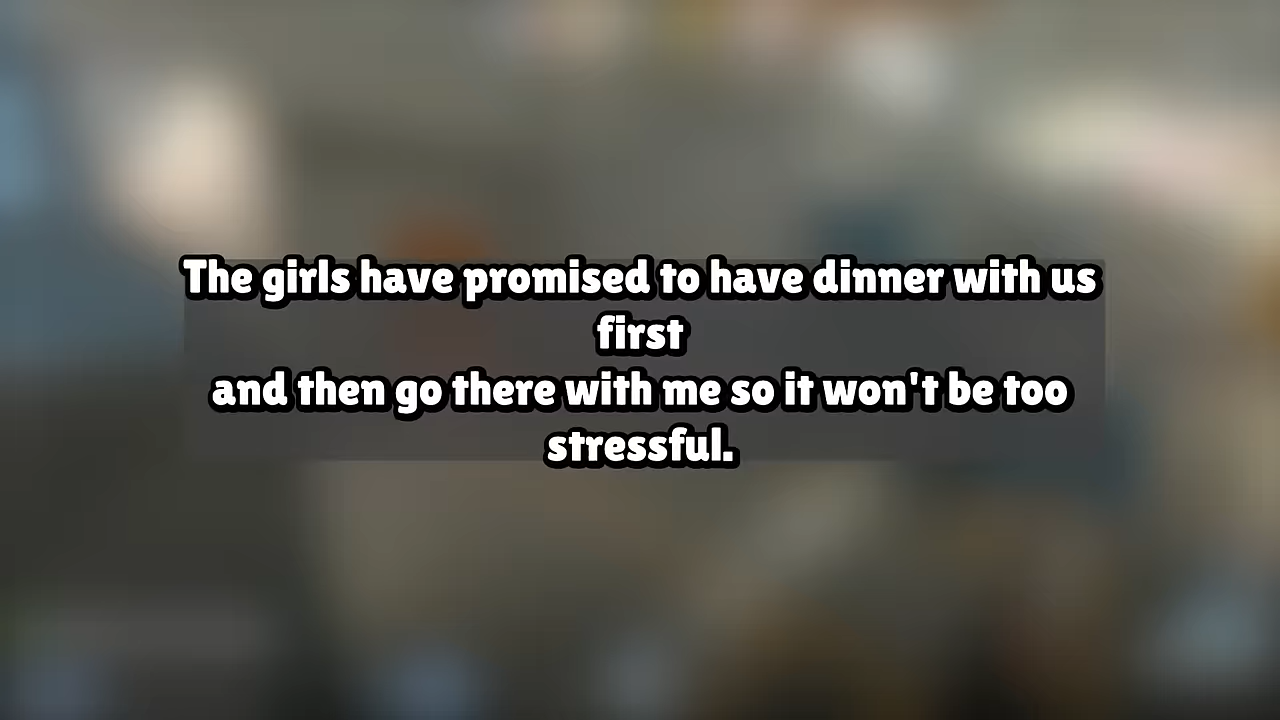 The girls have promised to have dinner with us
first
and then go there with me so it won't be too
stressful.